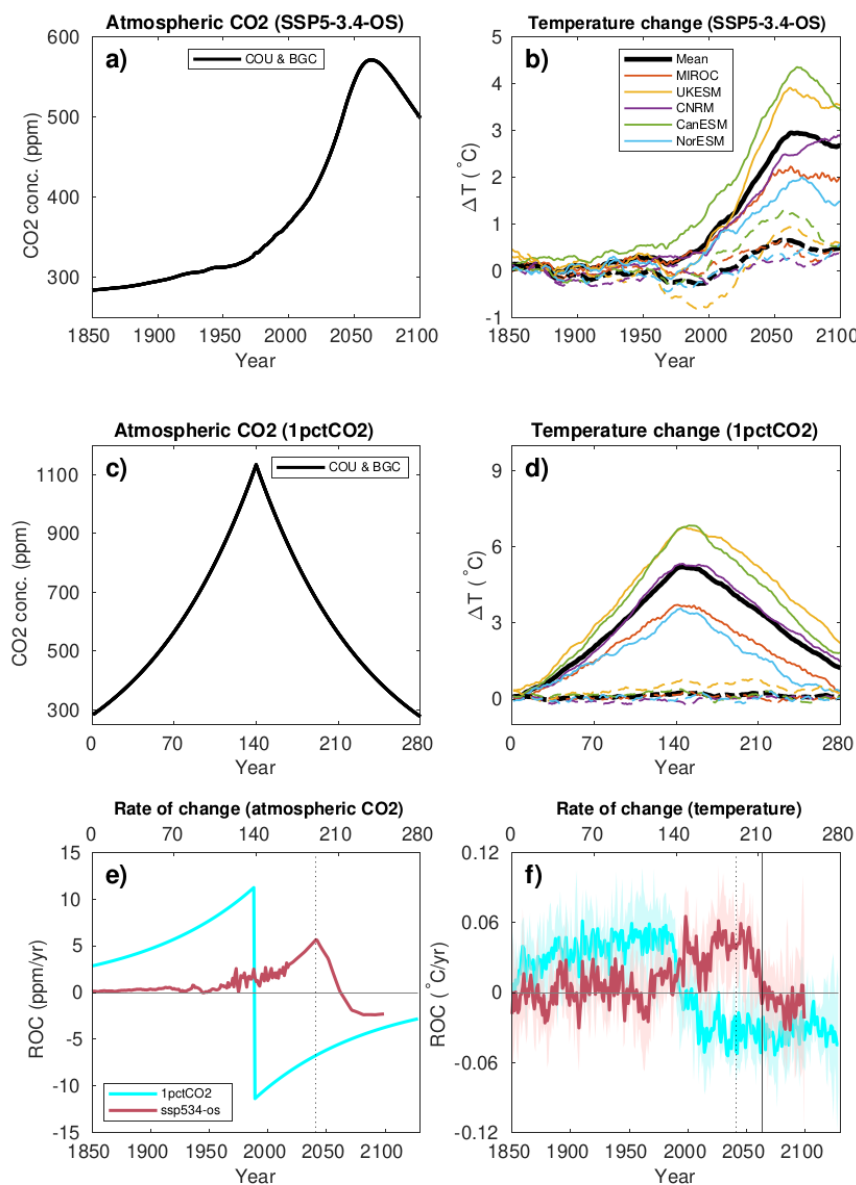 Atmospheric CO2 (SSP5-3.4-OS)
a)
COU & BGC
600
500
400
300
CO2 conc. (ppm)
1850 1900 1950 2000 2050 2100
Year
Temperature change (SSP5-3.4-OS)
b)
Mean
MIROC
UKESM
CNRM
CanESM
NorESM
5
4
3
2
1
0
-1
ΔT (°C)
1850 1900 1950 2000 2050 2100
Year
Atmospheric CO2 (1pctCO2)
c)
COU & BGC
1100
900
700
500
300
CO2 conc. (ppm)
0 70 140 210 280
Year
Temperature change (1pctCO2)
d)
9
6
3
0
ΔT (°C)
0 70 140 210 280
Year
Rate of change (atmospheric CO2)
0 70 140 210 280
e)
15
10
5
0
-5
-10
-15
ROC (ppm/yr)
1pctCO2
ssp534-os
1850 1900 1950 2000 2050 2100
Year
Rate of change (temperature)
0 70 140 210 280
f)
0.12
0.06
0
-0.06
-0.12
ROC (°C/yr)
1850 1900 1950 2000 2050 2100
Year